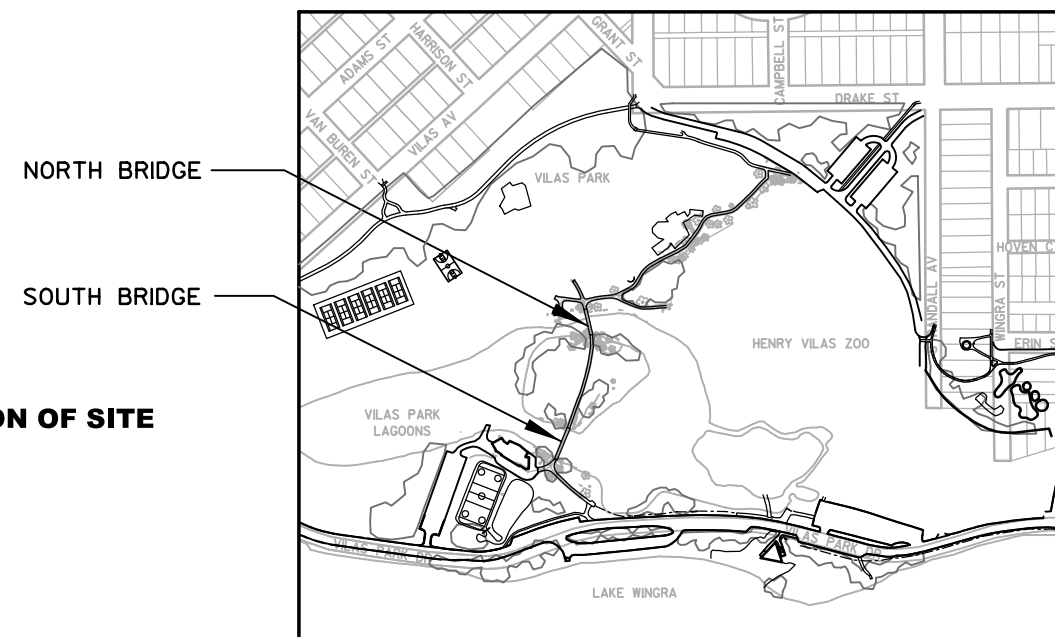 GRANT ST
CAMPBELL ST
HARRISON ST
ADAMS ST
DRAKE ST
VAN BUREN ST
VILAS AV
NORTH BRIDGE
VILAS PARK
HOVEN C
SOUTH BRIDGE
ANDALL AV
WINGRA ST
HENRY VILAS ZOO
ERIN S
ON OF SITE
VILAS PARK
LAGOONS
VILAS PARK DR
VILAS PARK DR
LAKE WINGRA